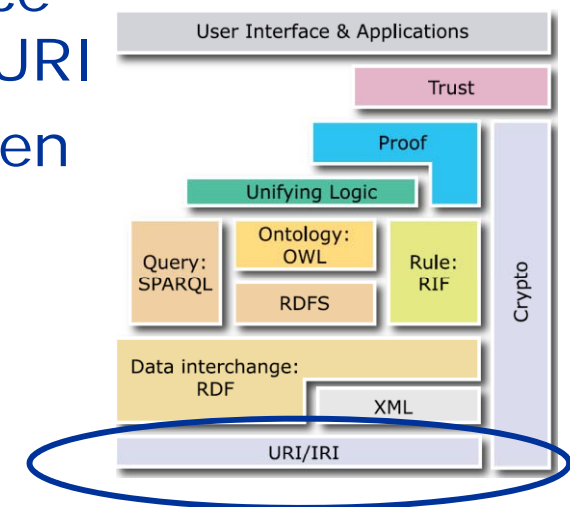 ce
URI
en
User Interface & Applications
Trust
Proof
Unifying Logic
Query:
SPARQL
Ontology:
OWL
RDFS
Rule:
RIF
Crypto
Data interchange:
RDF
XML
URI/IRI